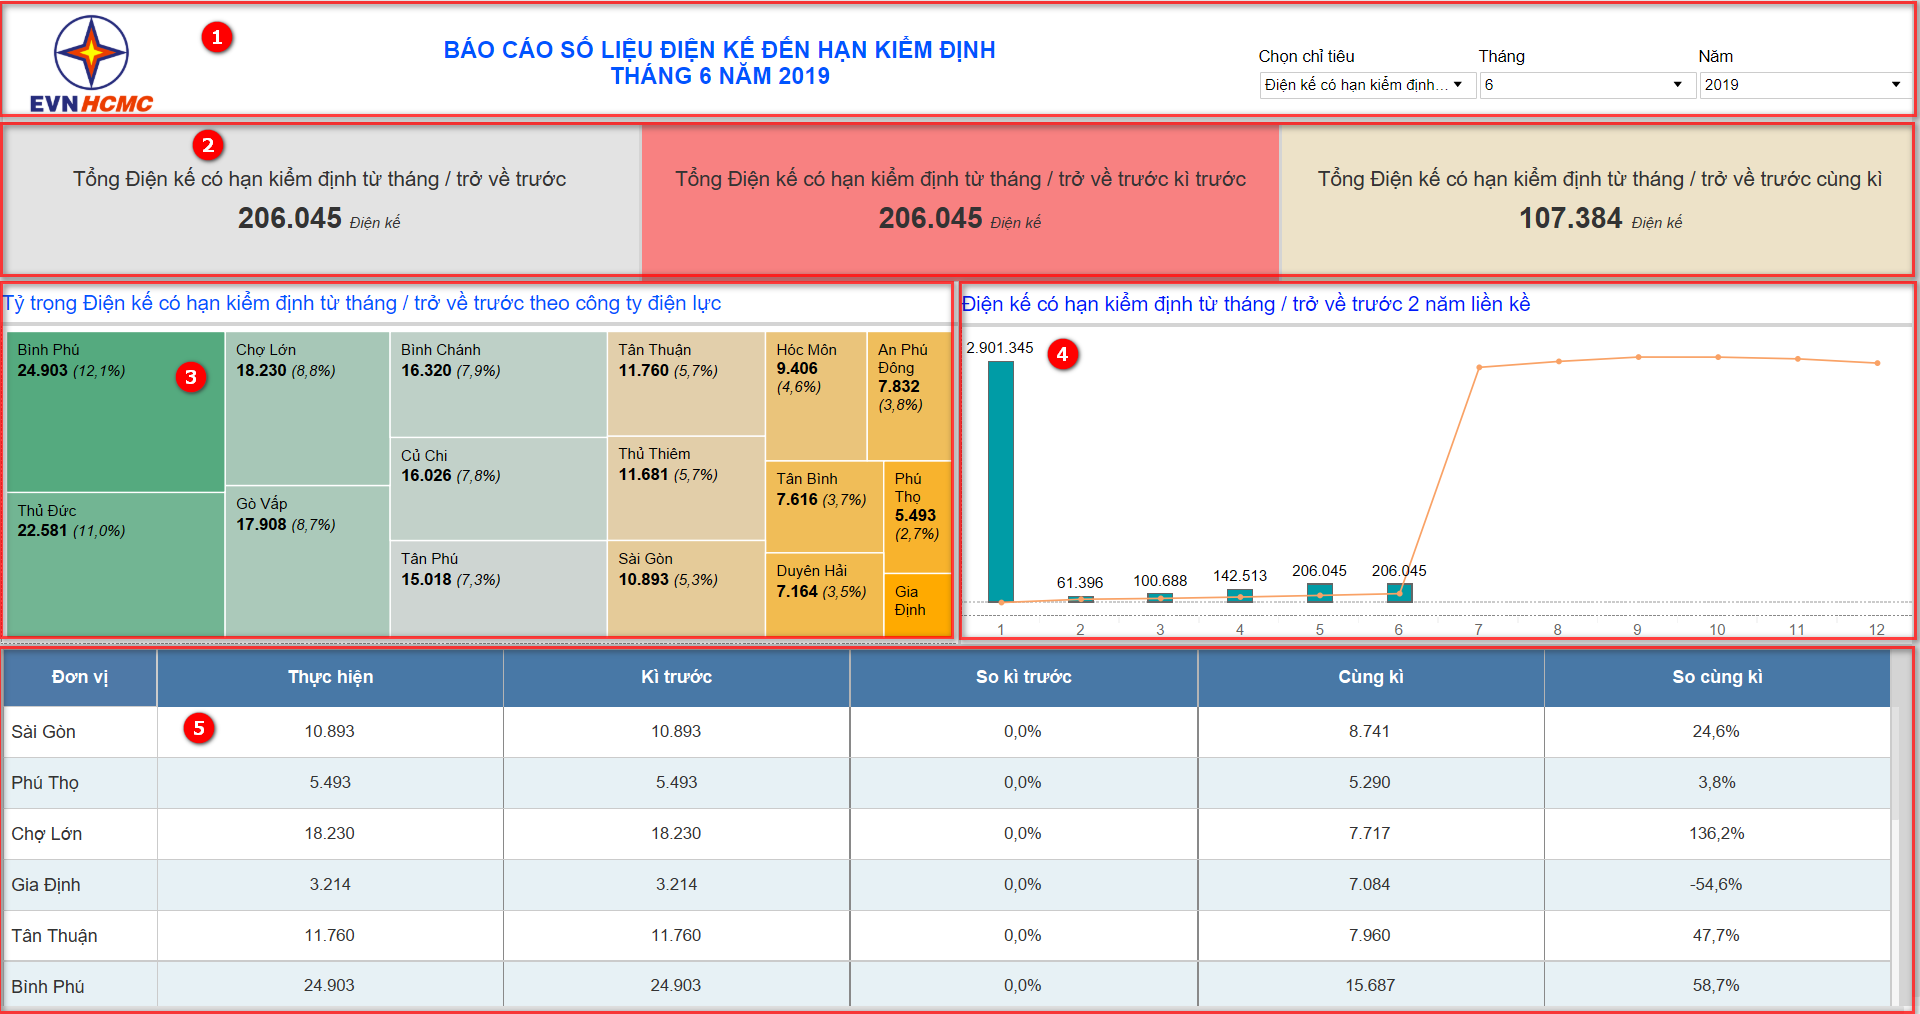 1
EVNHCMC
BÁO CÁO SỐ LIỆU ĐIỆN KẾ ĐẾN HẠN KIỂM ĐỊNH
THÁNG 6 NĂM 2019
Chọn chỉ tiêu
Tháng
Năm
Điện kế có hạn kiểm định...
6
2019
2
Tổng Điện kế có hạn kiểm định từ tháng / trở về trước
206.045 Điện kế
Tổng Điện kế có hạn kiểm định từ tháng / trở về trước kì trước
206.045 Điện kế
Tổng Điện kế có hạn kiểm định từ tháng / trở về trước cùng kì
107.384 Điện kế
Tỷ trọng Điện kế có hạn kiểm định từ tháng / trở về trước theo công ty điện lực
3
Bình Phú
24.903 (12,1%)
Thủ Đức
22.581 (11,0%)
Chợ Lớn
18.230 (8,8%)
Gò Vấp
17.908 (8,7%)
Bình Chánh
16.320 (7,9%)
Củ Chi
16.026 (7,8%)
Tân Phú
15.018 (7,3%)
Tân Thuận
11.760 (5,7%)
Thủ Thiêm
11.681 (5,7%)
Sài Gòn
10.893 (5,3%)
Hóc Môn
9.406
(4,6%)
An Phú
Đông
7.832
(3,8%)
Tân Bình
7.616 (3,7%)
Duyên Hải
7.164 (3,5%)
Phú
Thọ
5.493
(2,7%)
Gia
Định
Điện kế có hạn kiểm định từ tháng / trở về trước 2 năm liền kề
4
2.901.345
61.396
100.688
142.513
206.045
206.045
1 2 3 4 5 6 7 8 9 10 11 12
Đơn vị Thực hiện Kì trước So kì trước Cùng kì So cùng kì
5
Sài Gòn 10.893 10.893 0,0% 8.741 24,6%
Phú Thọ 5.493 5.493 0,0% 5.290 3,8%
Chợ Lớn 18.230 18.230 0,0% 7.717 136,2%
Gia Định 3.214 3.214 0,0% 7.084 -54,6%
Tân Thuận 11.760 11.760 0,0% 7.960 47,7%
Bình Phú 24.903 24.903 0,0% 15.687 58,7%